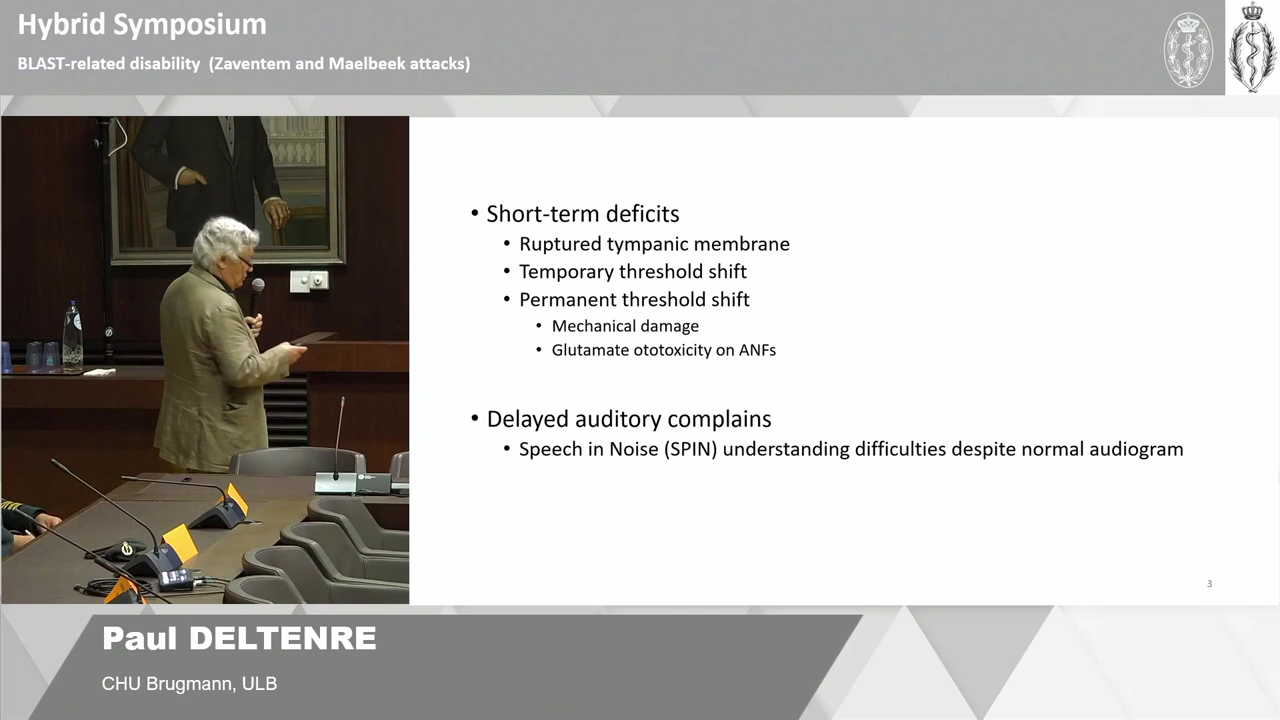 Hybrid Symposium
BLAST-related disability (Zaventem and Maelbeek attacks)
• Short-term deficits
• Ruptured tympanic membrane
• Temporary threshold shift
• Permanent threshold shift
• Mechanical damage
• Glutamate ototoxicity on ANFs
• Delayed auditory complains
• Speech in Noise (SPIN) understanding difficulties despite normal audiogram
3
Paul DELTENRE
CHU Brugmann, ULB